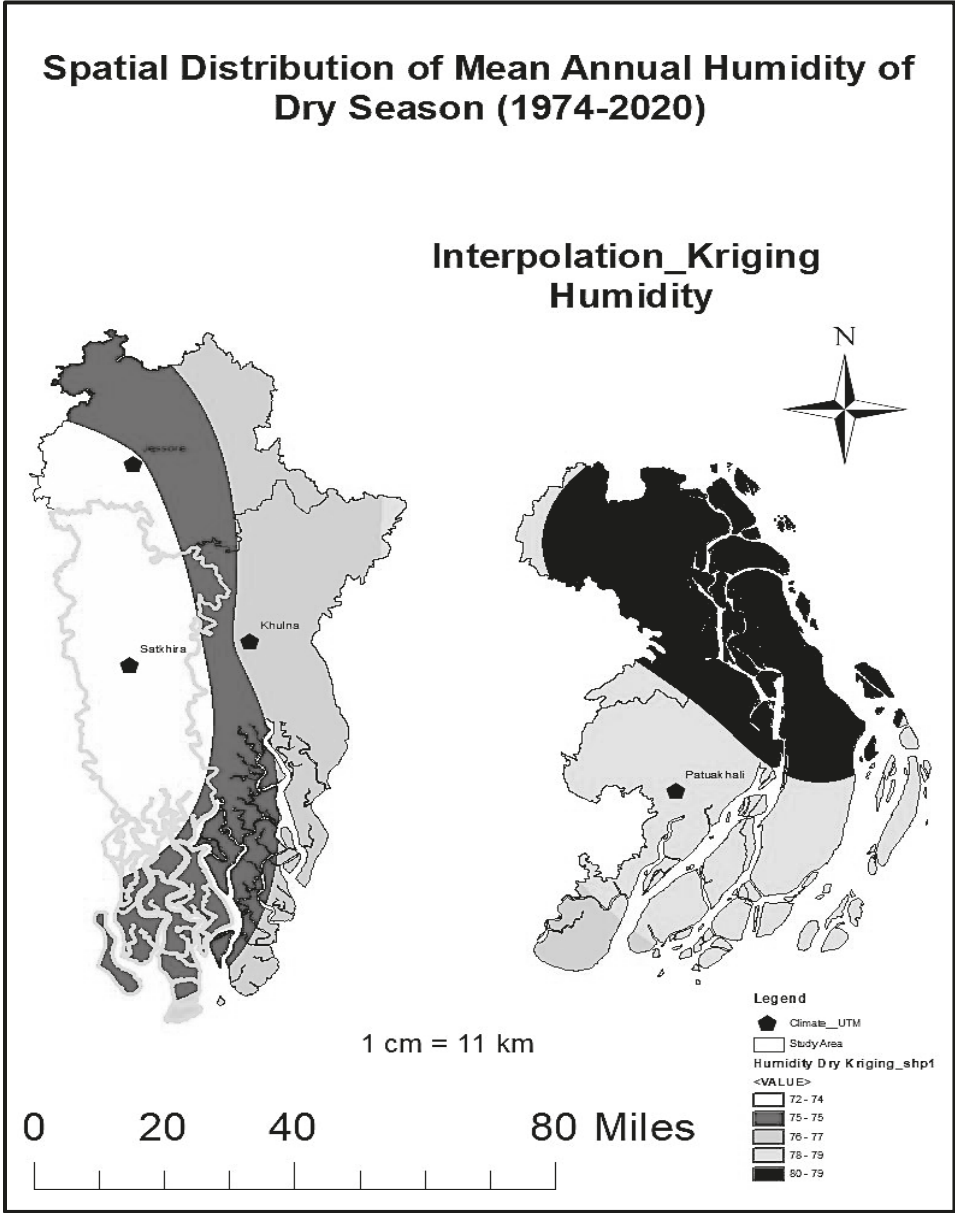 Spatial Distribution of Mean Annual Humidity of
Dry Season (1974-2020)
Interpolation_Kriging
Humidity
N
Khulna
Satkhira
Patuakhali
Legend
Climate__UTM
Study Area
Humidity Dry Kriging_shp1
<VALUE>
72 - 74
75 - 75
76 - 77
78 - 79
80 - 79
1 cm = 11 km
0 20 40 80 Miles